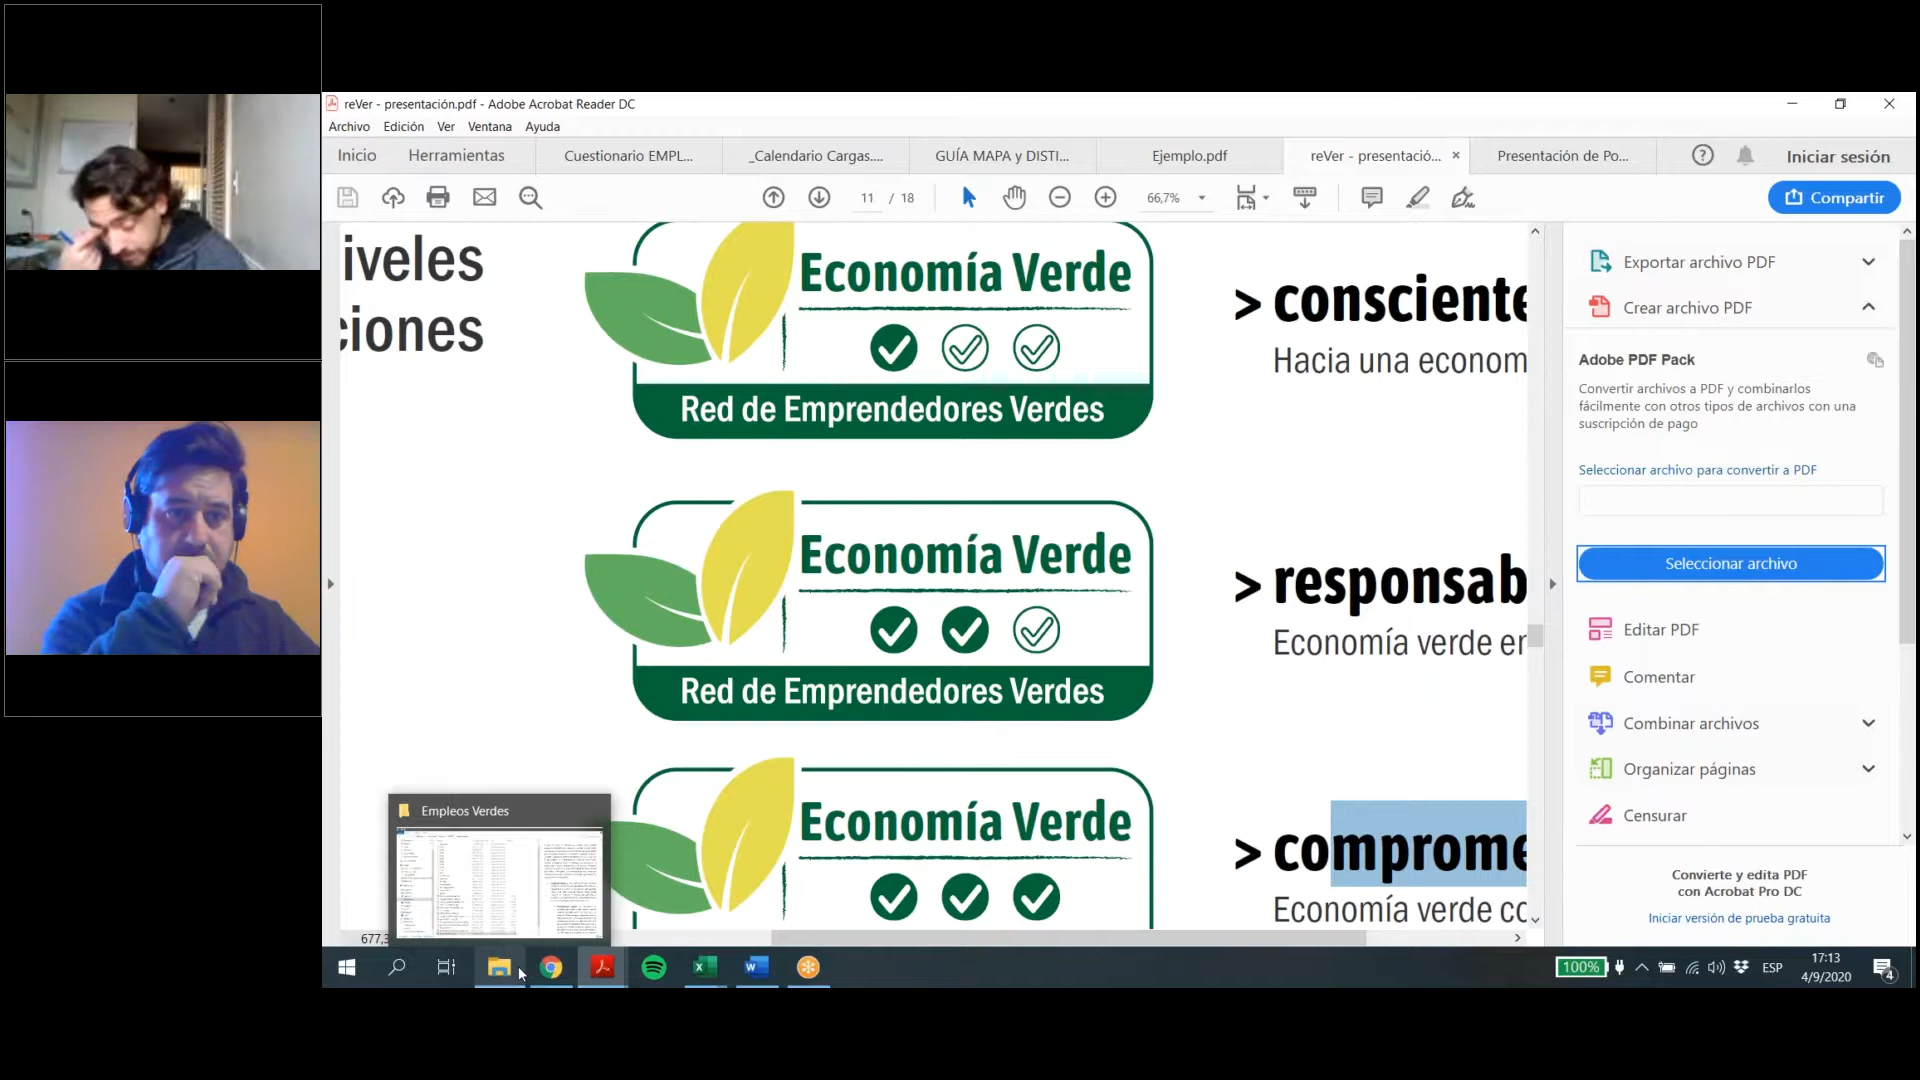 reVer - presentación.pdf - Adobe Acrobat Reader DC
Archivo Edición Ver Ventana Ayuda
Inicio Herramientas Cuestionario EMPL... _Calendario Cargas.... GUÍA MAPA y DISTI... Ejemplo.pdf reVer - presentació... × Presentación de Po... Iniciar sesión
11 / 18 66,7% Compartir
iveles
ciones
Economía Verde
Red de Emprendedores Verdes
> consciente
Hacia una econom
Economía Verde
Red de Emprendedores Verdes
> responsab
Economía verde en
Economía Verde
> comprome
Economía verde co
Exportar archivo PDF
Crear archivo PDF
Adobe PDF Pack
Convertir archivos a PDF y combinarlos
fácilmente con otros tipos de archivos con una
suscripción de pago
Seleccionar archivo para convertir a PDF
Seleccionar archivo
Editar PDF
Comentar
Combinar archivos
Organizar páginas
Censurar
Convierte y edita PDF
con Acrobat Pro DC
Iniciar versión de prueba gratuita
Empleos Verdes
677,
100% ESP 17:13
4/9/2020 4